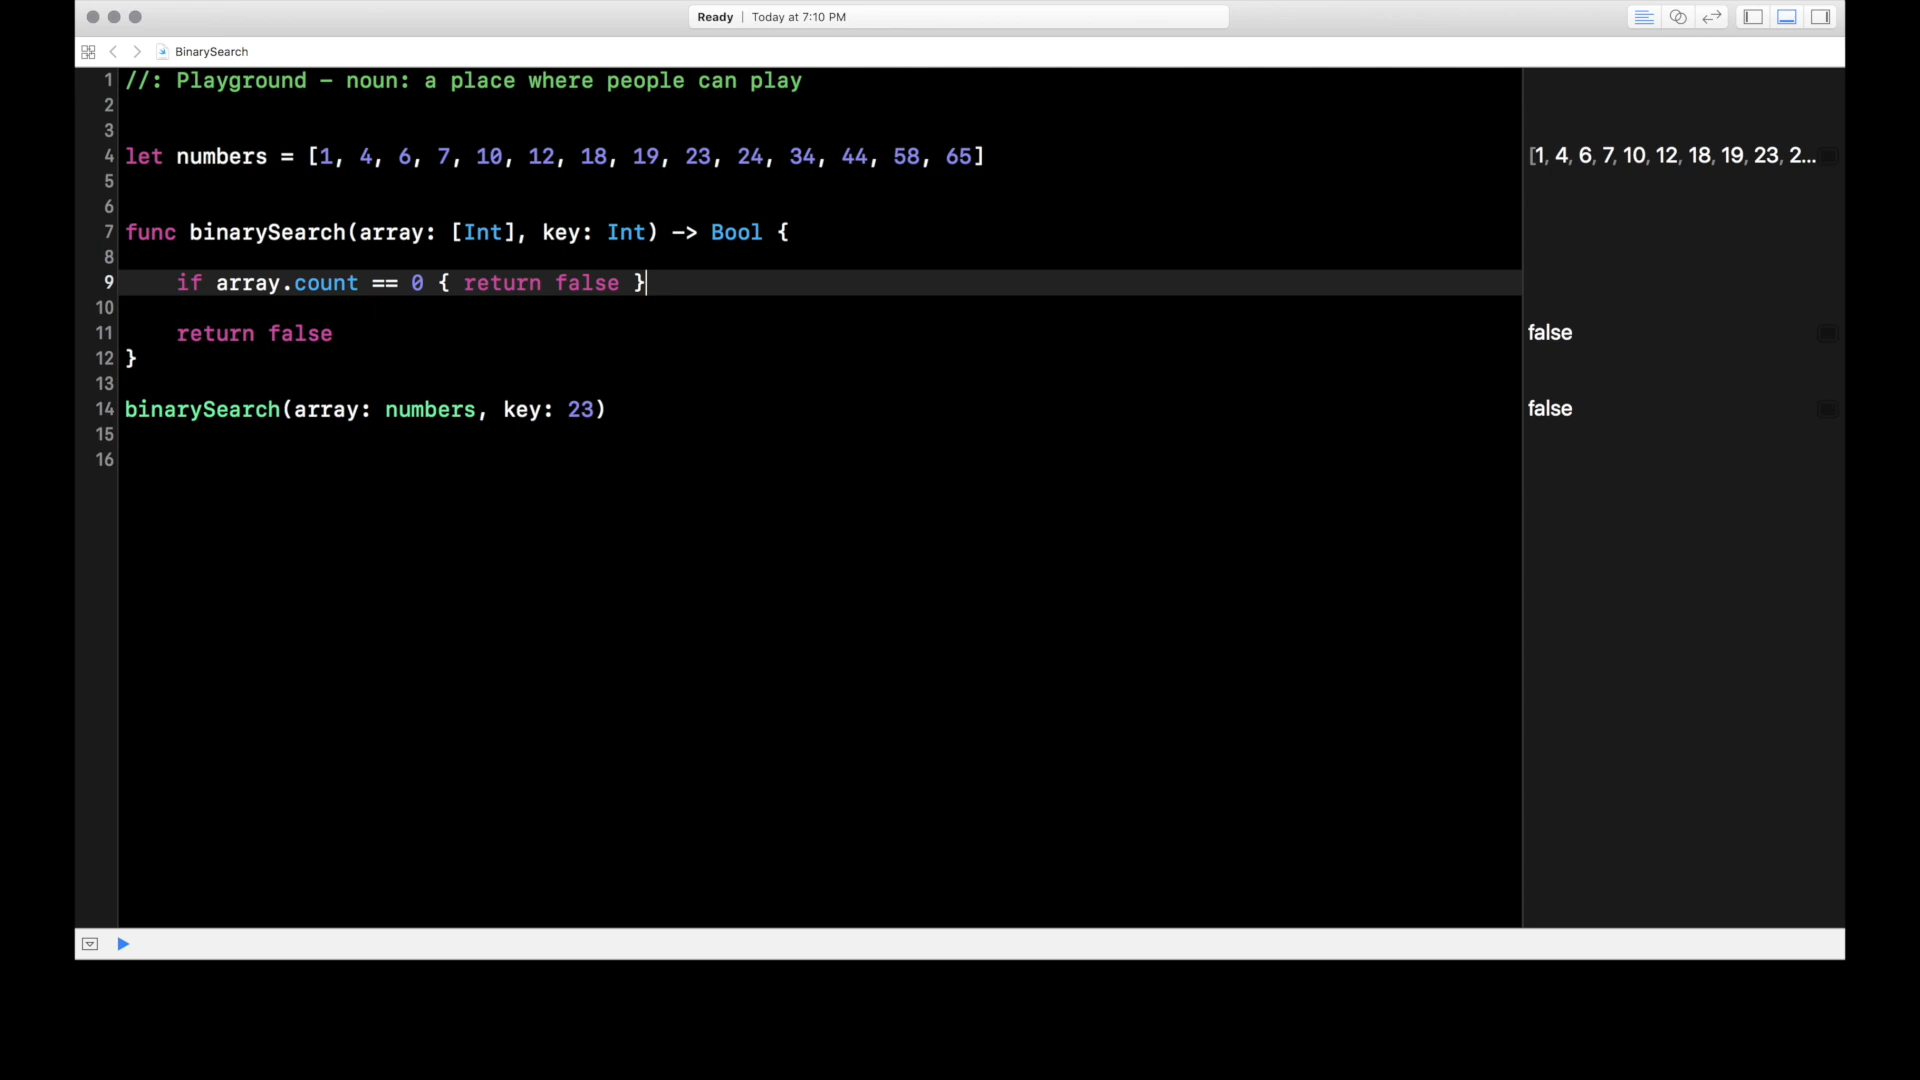 Ready | Today at 7:10 PM
BinarySearch
1 //: Playground - noun: a place where people can play
2
3
4 let numbers = [1, 4, 6, 7, 10, 12, 18, 19, 23, 24, 34, 44, 58, 65] [1, 4, 6, 7, 10, 12, 18, 19, 23, 2...
5
6
7 func binarySearch(array: [Int], key: Int) -> Bool {
8
9 if array.count == 0 { return false }
10
11 return false false
12 }
13
14 binarySearch(array: numbers, key: 23) false
15
16